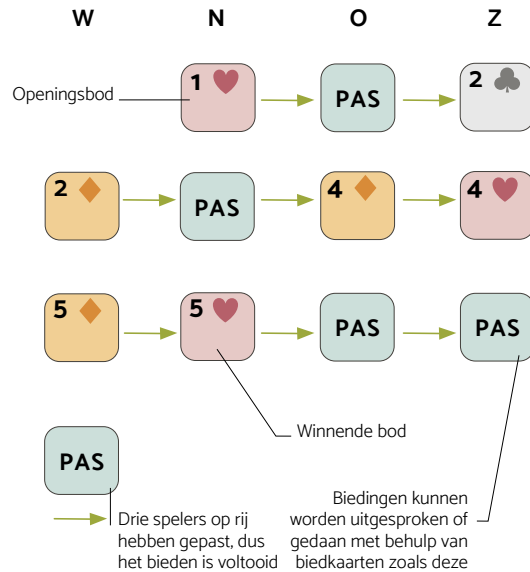 W N O Z
Openingsbod
1 PAS 2
2 PAS 4 4
5 5 PAS PAS
Winnende bod
PAS
Drie spelers op rij
hebben gepast, dus
het bieden is voltooid
Biedingen kunnen
worden uitgesproken of
gedaan met behulp van
biedkaarten zoals deze